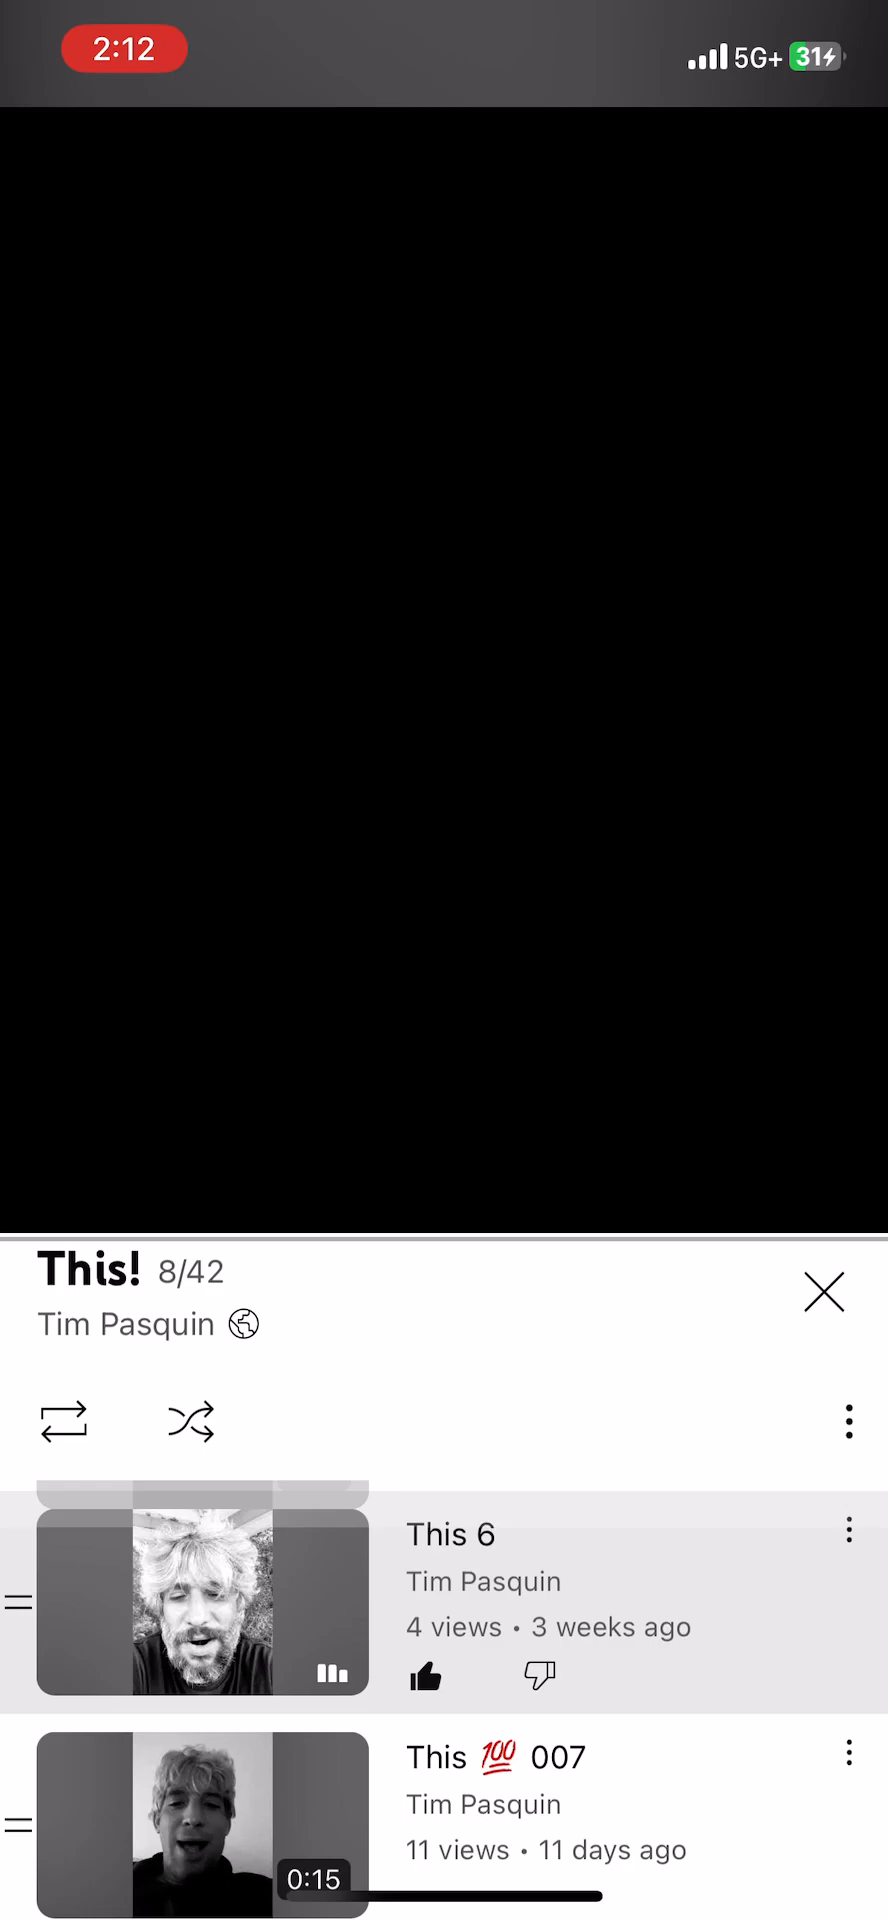 2:12
5G+ 31
This! 8/42
Tim Pasquin
This 6
Tim Pasquin
4 views • 3 weeks ago
This 💯 007
Tim Pasquin
11 views • 11 days ago
0:15